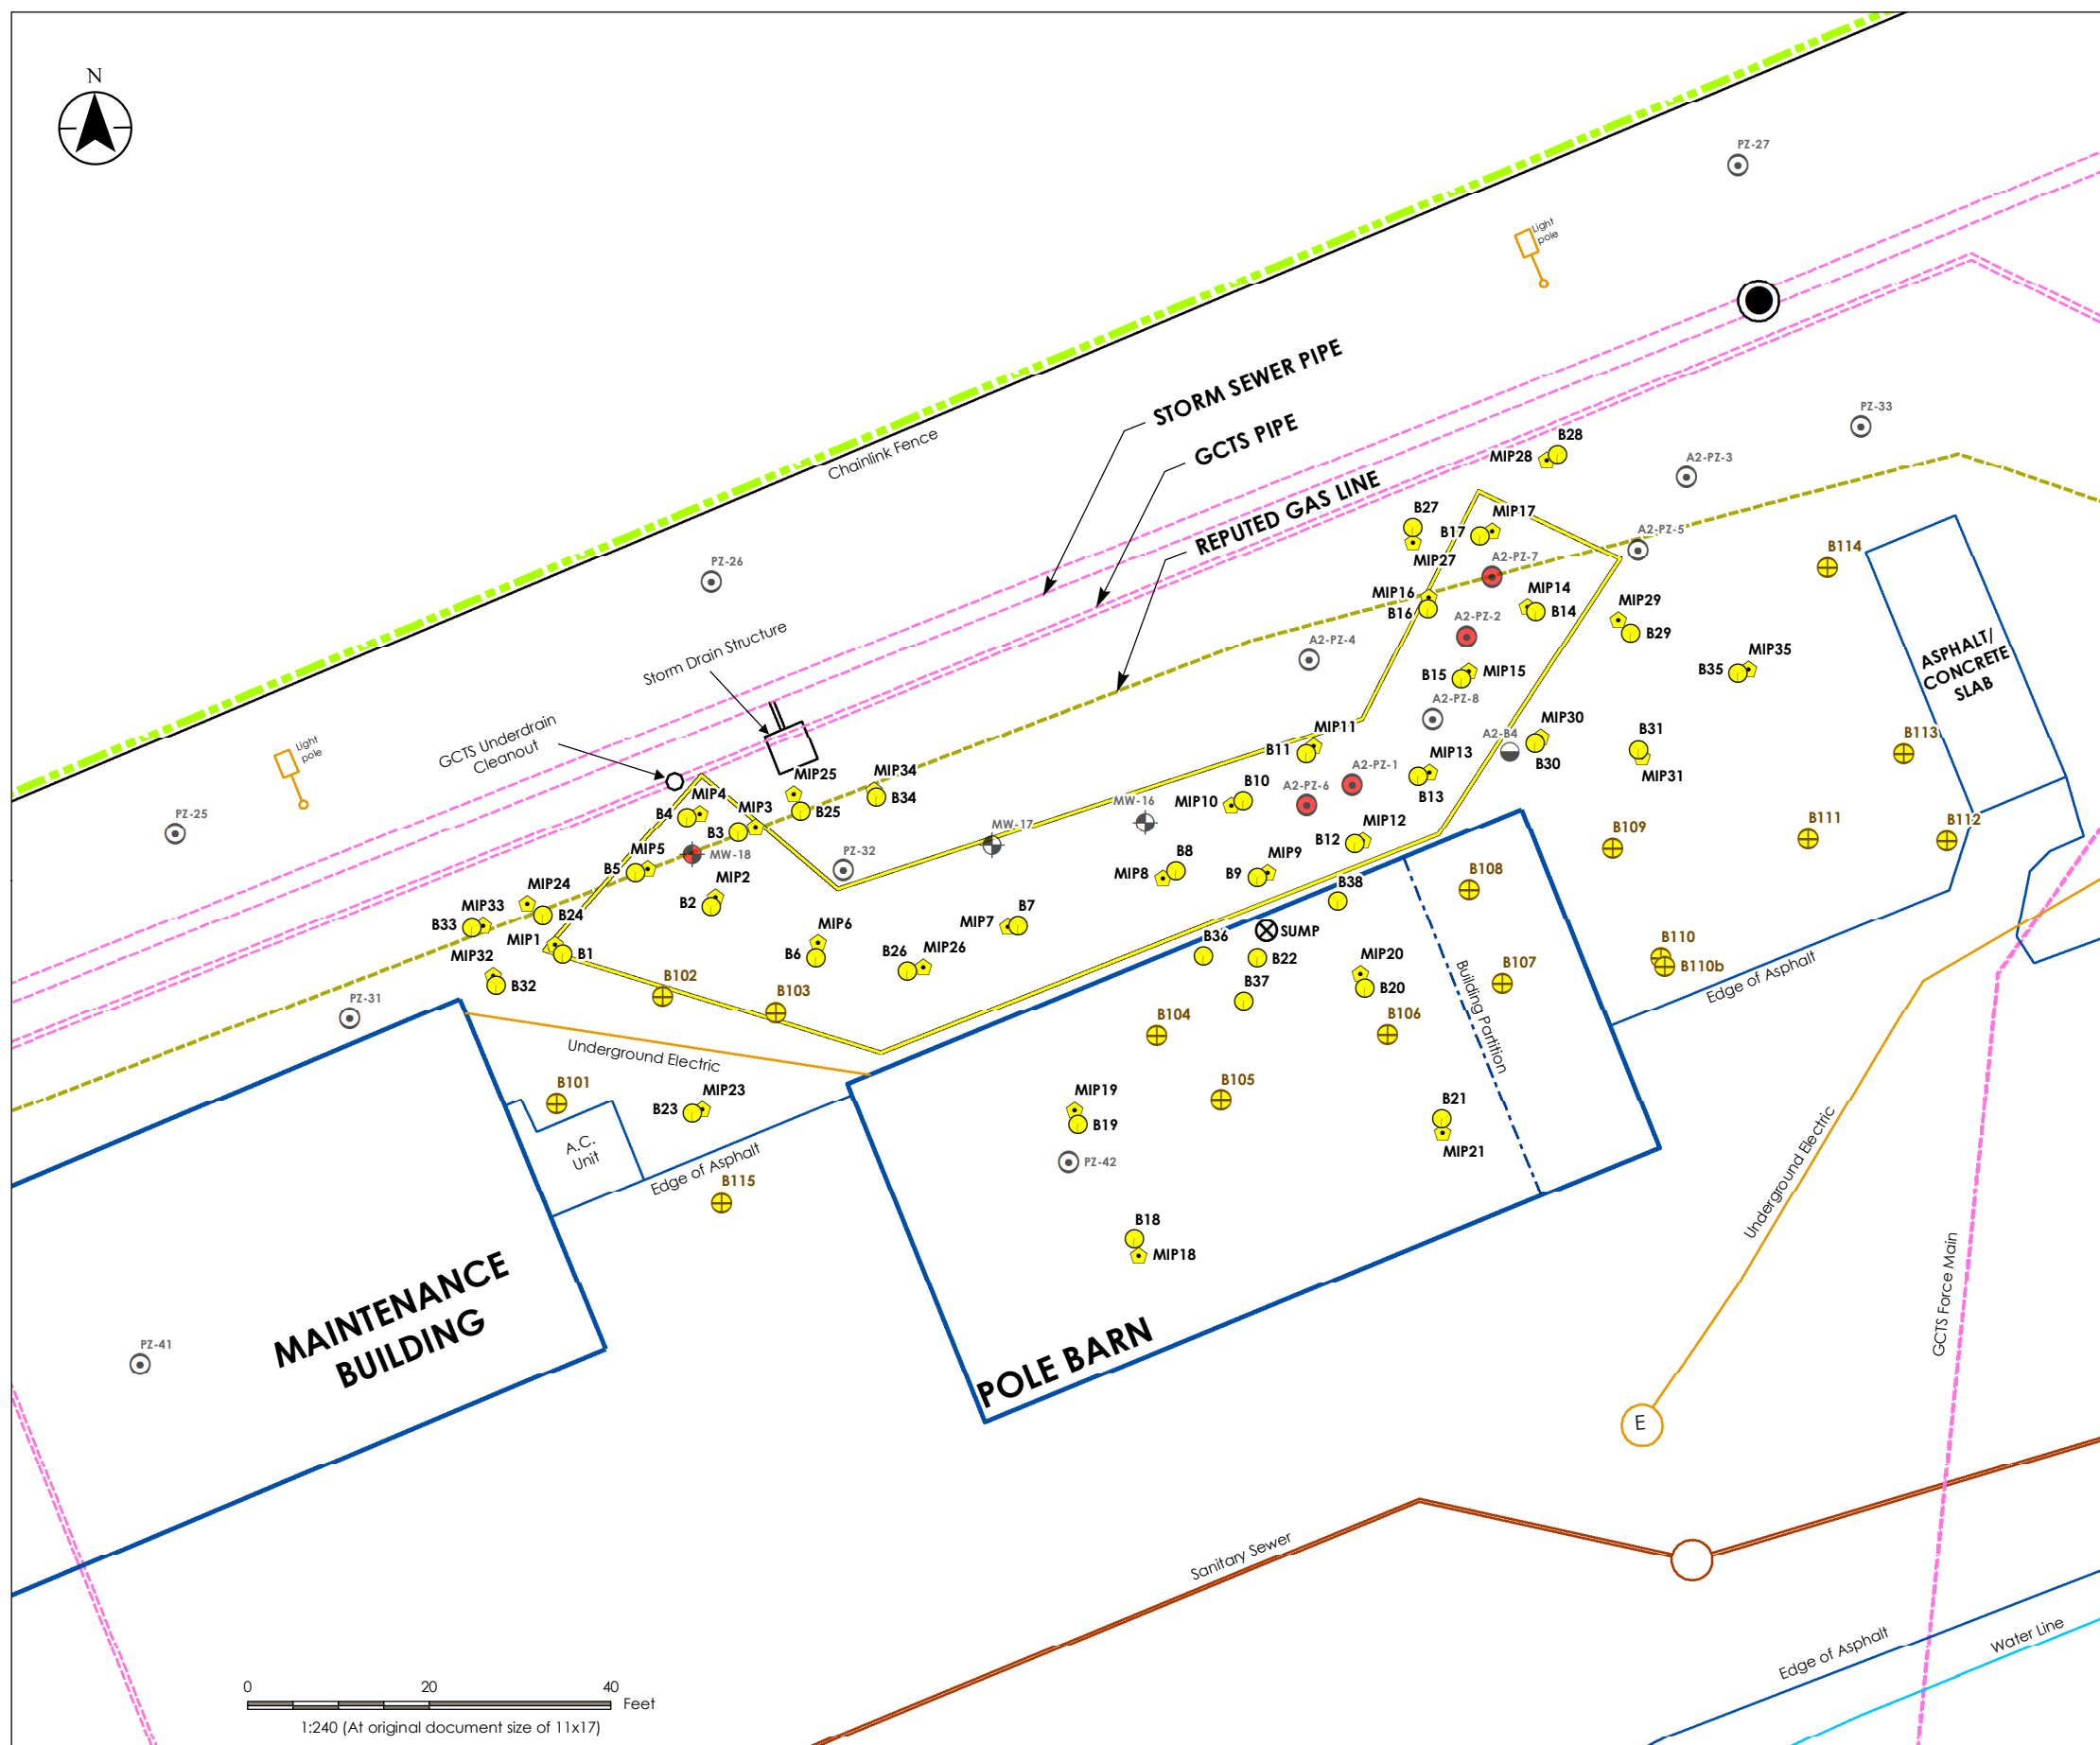 N
PZ-27
Light
pole
STORM SEWER PIPE
GCTS PIPE
REPUTED GAS LINE
Chainlink Fence
PZ-33
B28
MIP28
A2-PZ-3
B27
MIP27
B17
MIP17
A2-PZ-5
A2-PZ-7
PZ-26
B114
MIP16
B16
MIP14
B14
MIP29
B29
A2-PZ-2
A2-PZ-4
ASPHALT/
CONCRETE
SLAB
Storm Drain Structure
B15
MIP15
B35
MIP35
A2-PZ-8
GCTS Underdrain
Cleanout
Light
pole
MIP11
B11
A2-B4
MIP30
B30
B31
MIP31
B113
MIP25
B25
MIP34
B34
MIP13
B13
A2-PZ-1
A2-PZ-6
MIP10
B10
MIP4
B4
MIP3
B3
MW-16
MW-17
PZ-25
MIP12
B12
B109
B111
B112
MIP5
B5
MW-18
PZ-32
MIP8
B8
B9
MIP9
B38
B108
MIP24
B24
MIP2
B2
MIP33
B33
MIP7
B7
MIP6
B6
SUMP
MIP1
B1
B36
B22
B110
B110b
MIP32
B32
B26
MIP26
MIP20
B20
B107
Building Partition
Edge of Asphalt
B102
B103
B37
PZ-31
B104
B106
Underground Electric
B101
B23
MIP23
MIP19
B19
B105
B21
MIP21
A.C.
Unit
Edge of Asphalt
PZ-42
Underground Electric
B115
B18
MIP18
GCTS Force Main
MAINTENANCE
BUILDING
PZ-41
POLE BARN
E
Sanitary Sewer
Edge of Asphalt
Water Line
0 20 40
Feet
1:240 (At original document size of 11x17)